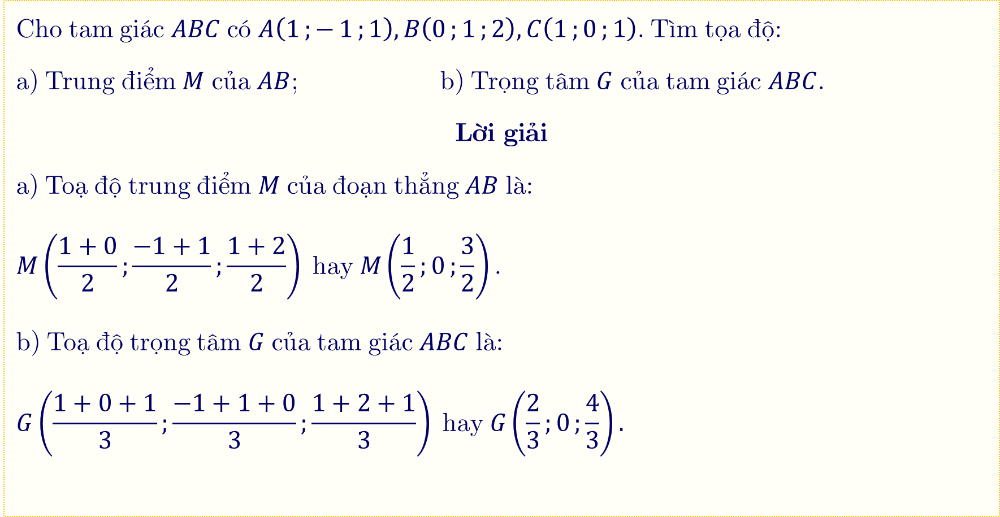 Cho tam giác ABC có A(1 ; − 1 ; 1), B(0 ; 1 ; 2), C(1 ; 0 ; 1). Tìm tọa độ:
a) Trung điểm M của AB; b) Trọng tâm G của tam giác ABC.
Lời giải
a) Toạ độ trung điểm M của đoạn thẳng AB là:
M \left( \frac{1 + 0}{2} ; \frac{−1 + 1}{2} ; \frac{1 + 2}{2} \right) hay M \left( \frac{1}{2} ; 0 ; \frac{3}{2} \right) .
b) Toạ độ trọng tâm G của tam giác ABC là:
G \left( \frac{1 + 0 + 1}{3} ; \frac{−1 + 1 + 0}{3} ; \frac{1 + 2 + 1}{3} \right) hay G \left( \frac{2}{3} ; 0 ; \frac{4}{3} \right) .